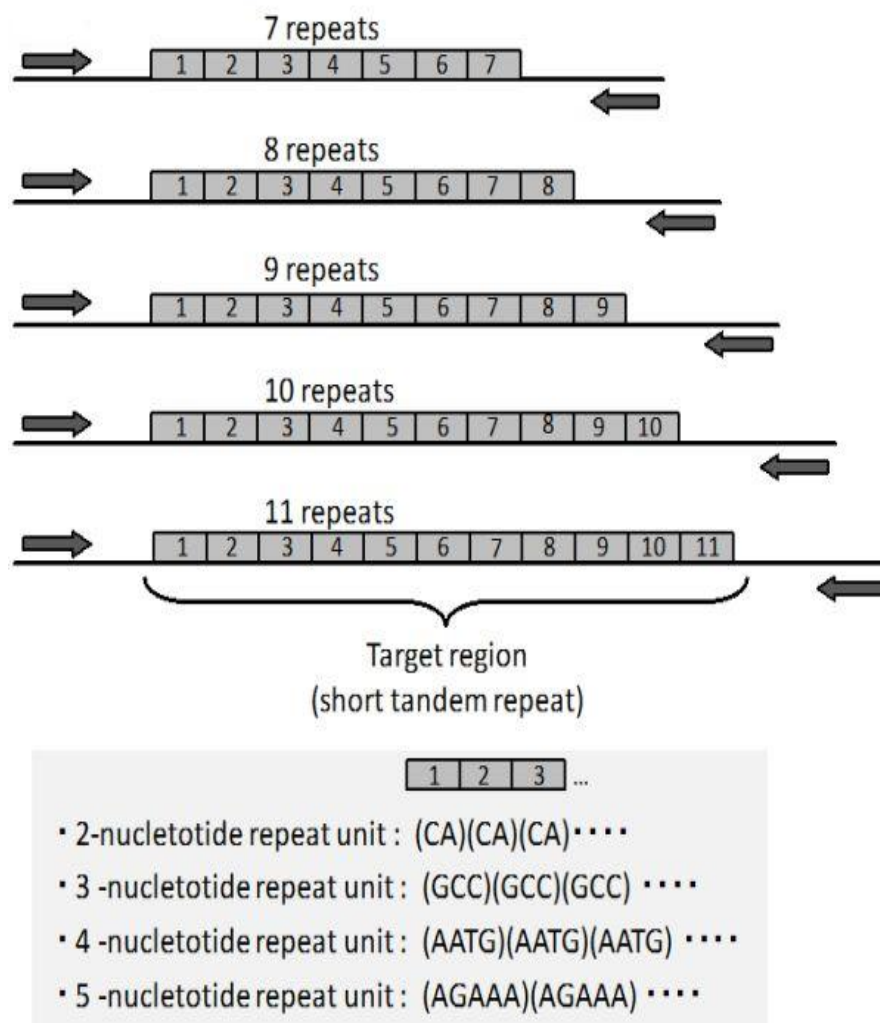 7 repeats
1 2 3 4 5 6 7
8 repeats
1 2 3 4 5 6 7 8
9 repeats
1 2 3 4 5 6 7 8 9
10 repeats
1 2 3 4 5 6 7 8 9 10
11 repeats
1 2 3 4 5 6 7 8 9 10 11
Target region
(short tandem repeat)
1 2 3 ...
· 2-nucletotide repeat unit : (CA)(CA)(CA)····
· 3 -nucletotide repeat unit : (GCC)(GCC)(GCC) ····
· 4 -nucletotide repeat unit : (AATG)(AATG)(AATG) ····
· 5 -nucletotide repeat unit : (AGAAA)(AGAAA) ····